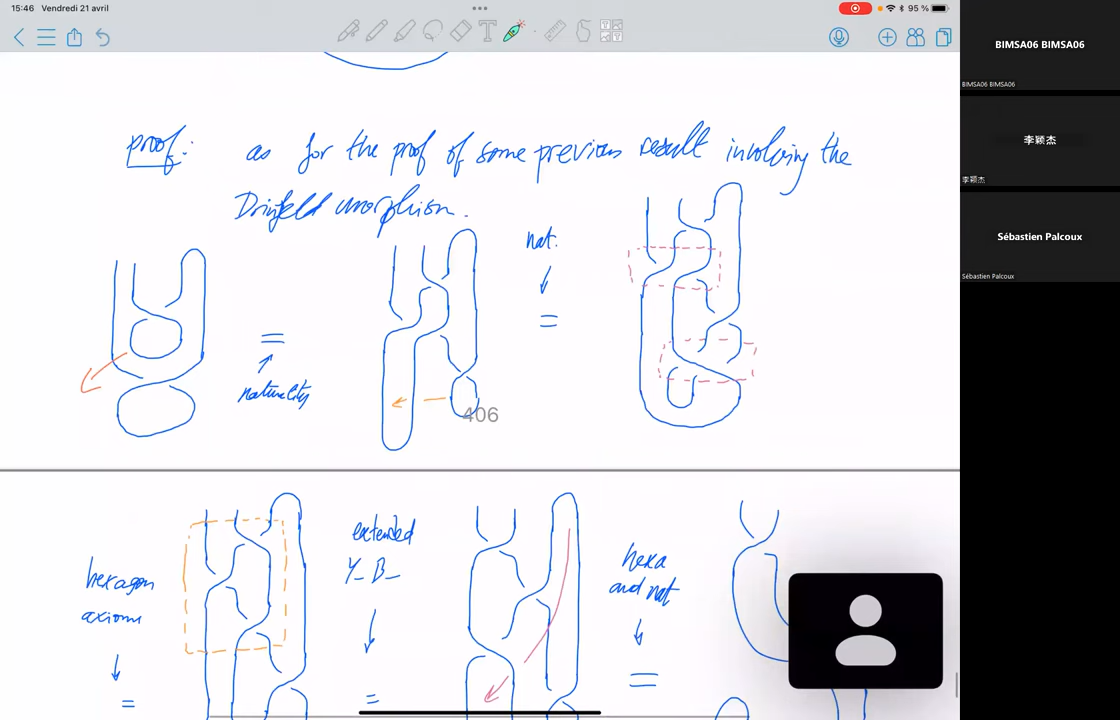 15:46 Vendredi 21 avril
95 %
BIMSA06 BIMSA06
BIMSA06 BIMSA06
李颖杰
李颖杰
Sébastien Palcoux
Sébastien Palcoux
proof: as for the proof of some previous result involving the
Drinfeld morphism.
nat.
=
=
naturality
406
hexagon
axioms
=
extended
Y_B_
=
hexa
and nat
=